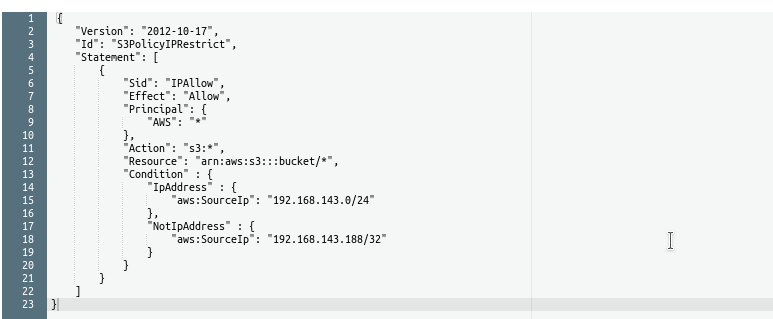 1 {
2 "Version": "2012-10-17",
3 "Id": "S3PolicyIPRestrict",
4 "Statement": [
5 {
6 "Sid": "IPAllow",
7 "Effect": "Allow",
8 "Principal": {
9 "AWS": "*"
10 },
11 "Action": "s3:*",
12 "Resource": "arn:aws:s3:::bucket/*",
13 "Condition" : {
14 "IpAddress" : {
15 "aws:SourceIp": "192.168.143.0/24"
16 },
17 "NotIpAddress" : {
18 "aws:SourceIp": "192.168.143.188/32"
19 }
20 }
21 }
22 ]
23 }